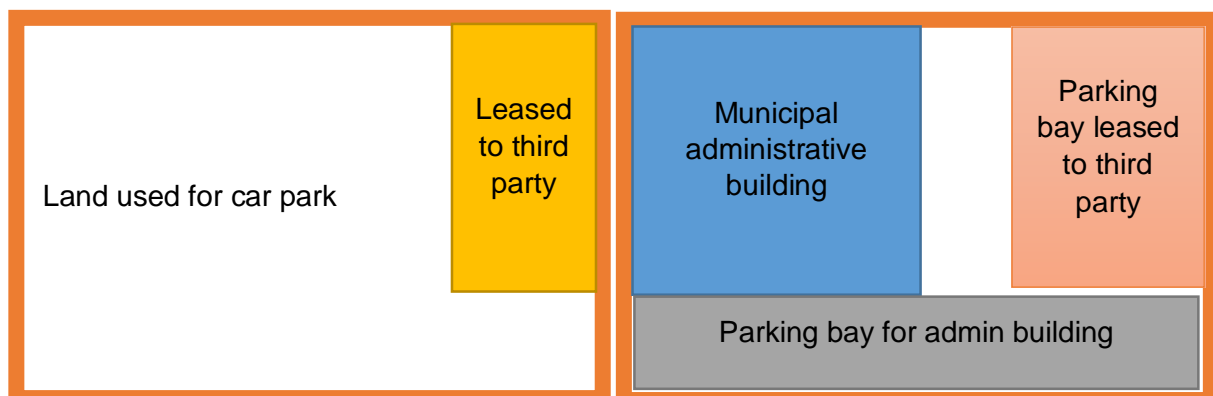 Land used for car park
Leased
to third
party
Municipal
administrative
building
Parking
bay leased
to third
party
Parking bay for admin building